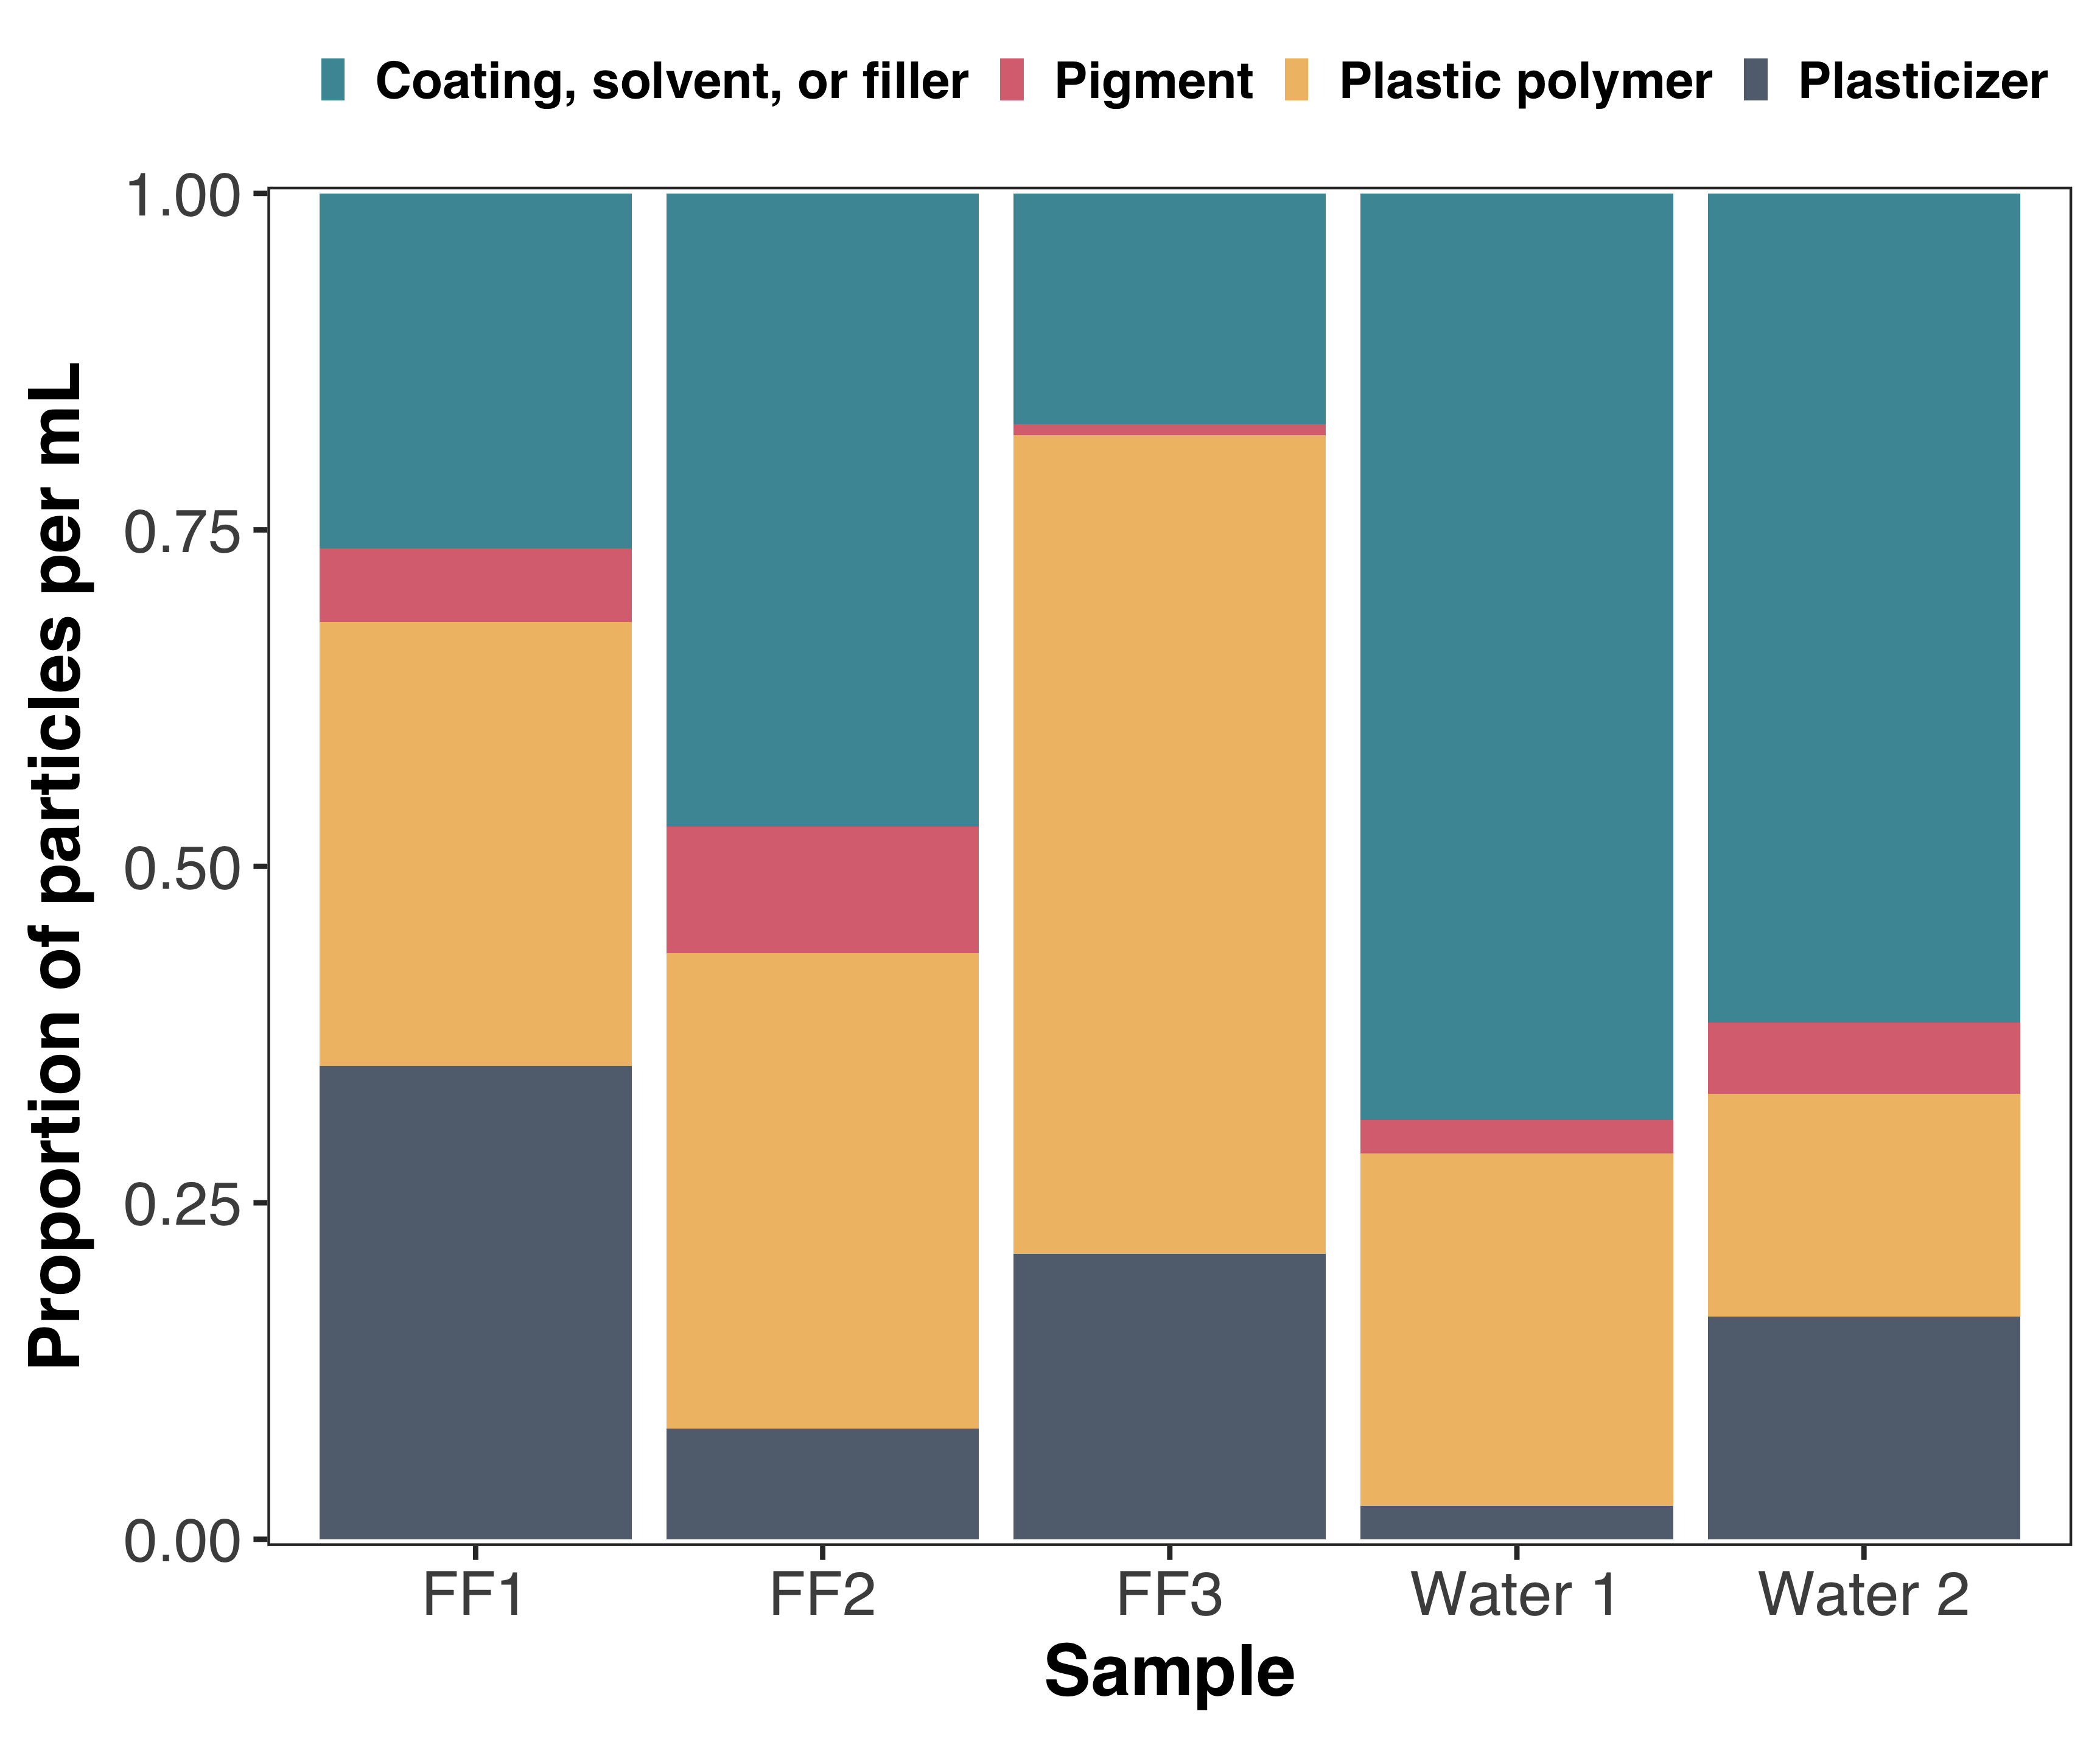 Coating, solvent, or filler Pigment Plastic polymer Plasticizer
Proportion of particles per mL
1.00
0.75
0.50
0.25
0.00
FF1 FF2 FF3 Water 1 Water 2
Sample